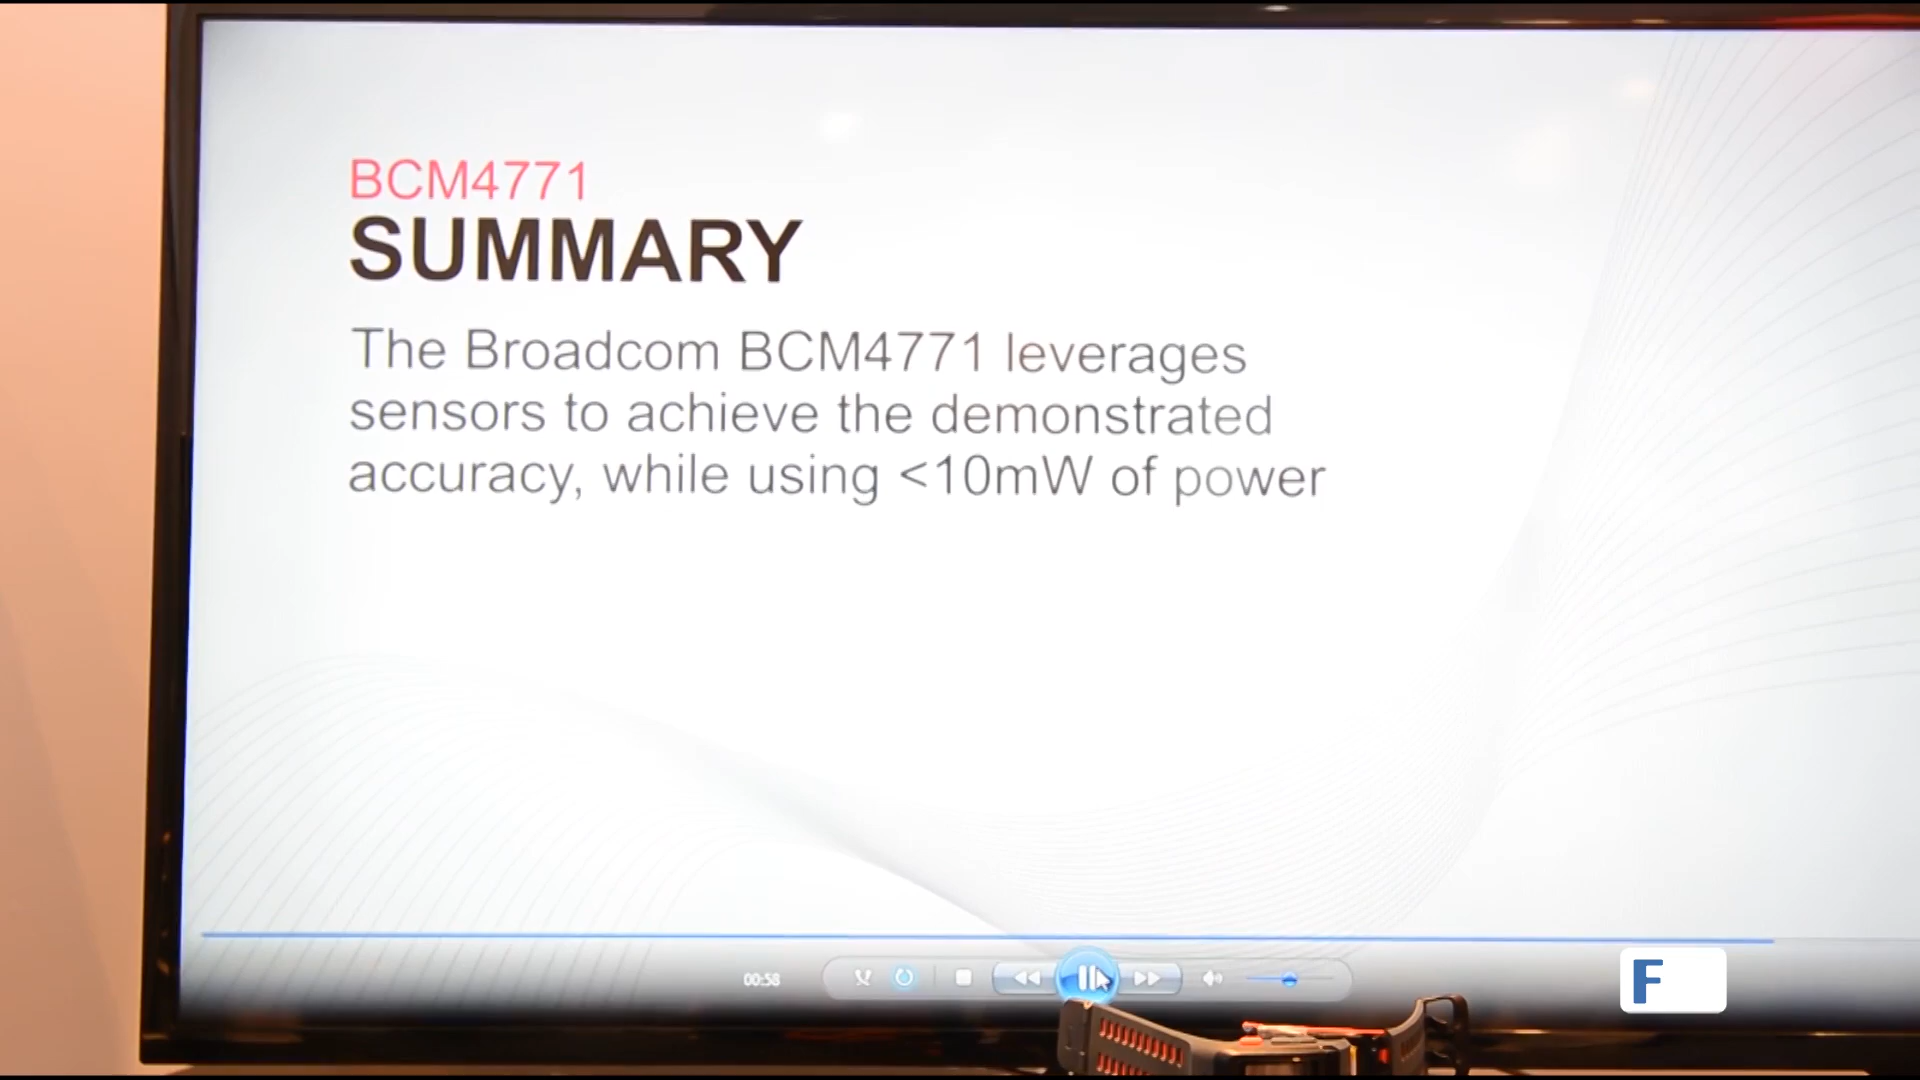 BCM4771
SUMMARY
The Broadcom BCM4771 leverages
sensors to achieve the demonstrated
accuracy, while using <10mW of power
00:58
F